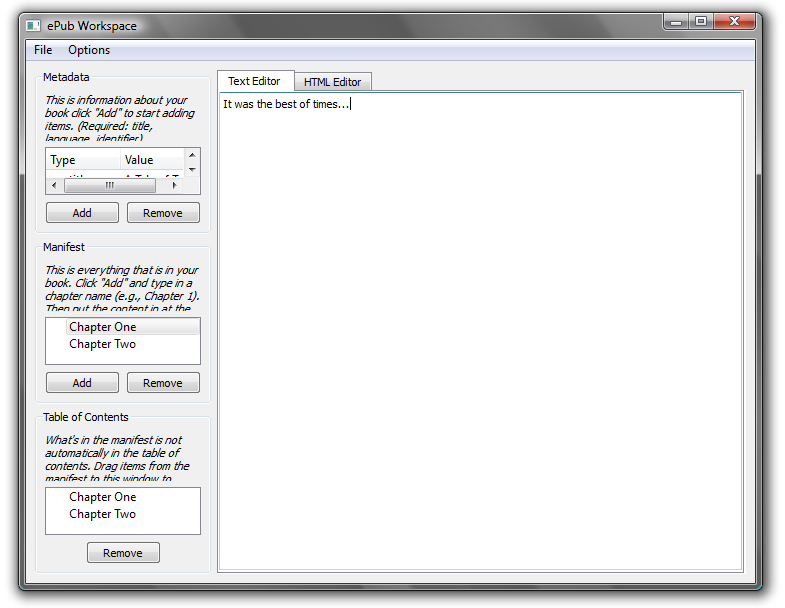 ePub Workspace
File Options
Metadata
This is information about your
book click "Add" to start adding
items. (Required: title,
language, identifier)
Type Value
Add Remove
Manifest
This is everything that is in your
book. Click "Add" and type in a
chapter name (e.g., Chapter 1).
Then put the content in at the
Chapter One
Chapter Two
Add Remove
Table of Contents
What's in the manifest is not
automatically in the table of
contents. Drag items from the
manifest to this window to
Chapter One
Chapter Two
Remove
Text Editor HTML Editor
It was the best of times...